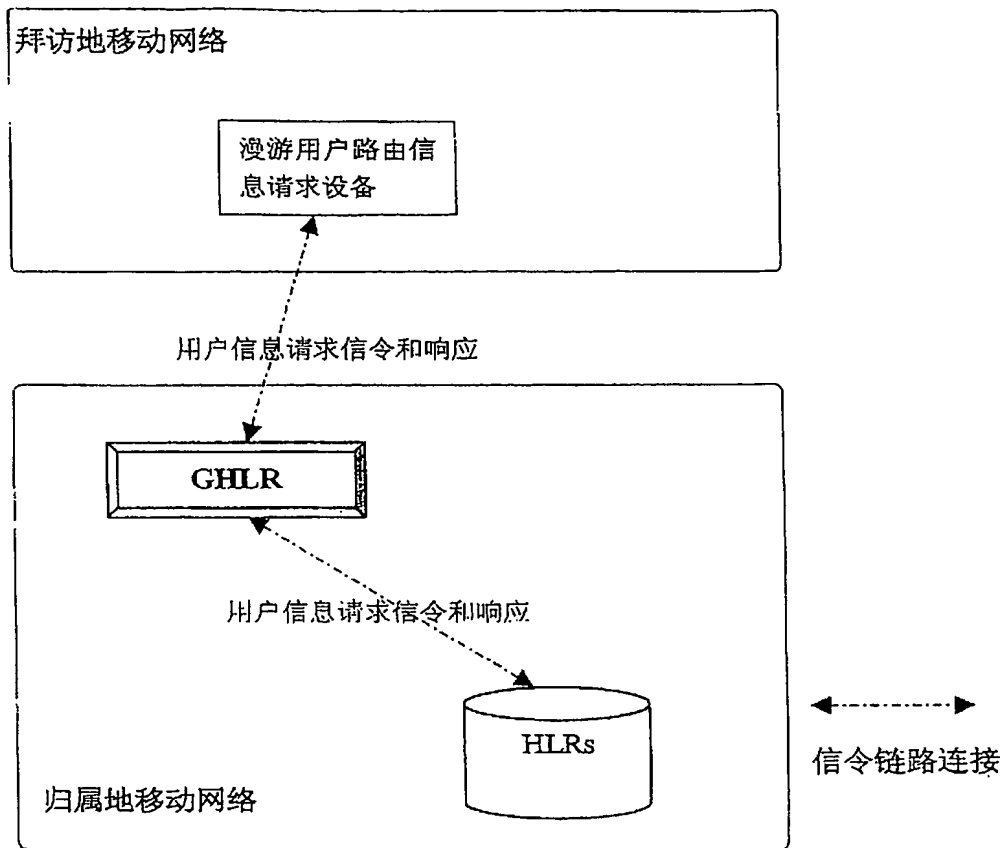 拜访地移动网络
漫游用户路由信
息请求设备
用户信息请求信令和响应
GHLR
用户信息请求信令和响应
HLRs
信令链路连接
归属地移动网络